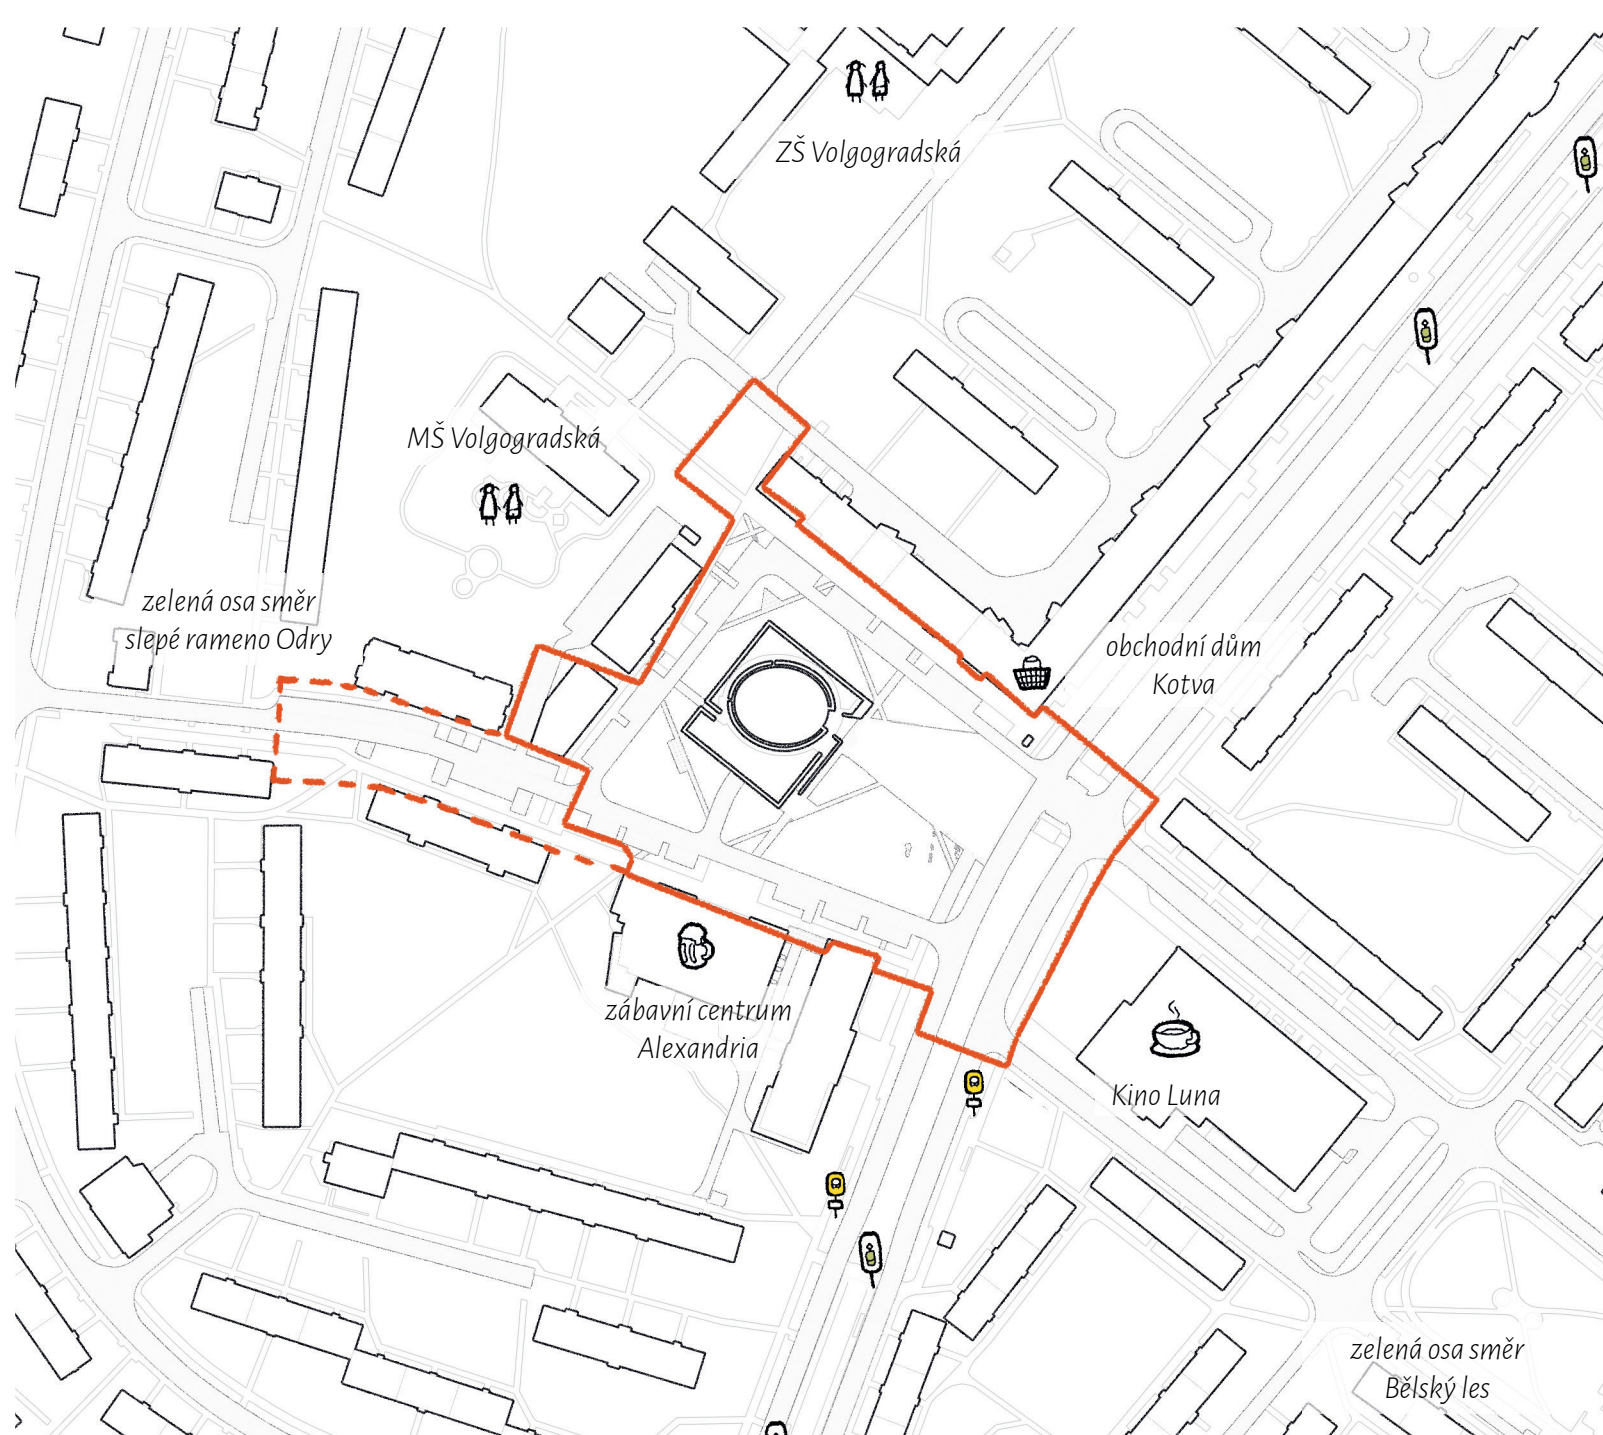 ZŠ Volgogradská
MŠ Volgogradská
zelená osa směr
slepé rameno Odry
obchodní dům
Kotva
zábavní centrum
Alexandria
Kino Luna
zelená osa směr
Bělský les